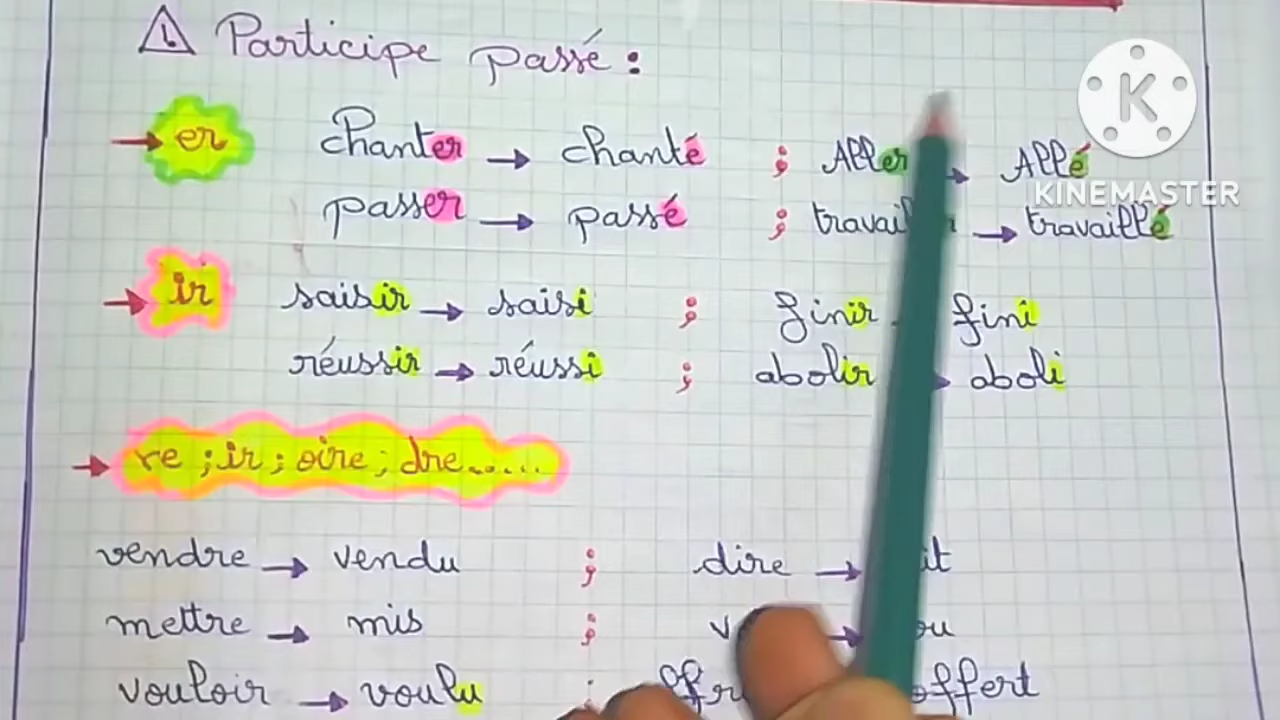 Participe passé :
→ er chanter → chanté ; Aller → Allé
passer → passé ; → travaillé
→ ir saisir → saisi ; finir → fini
réussir → réussi ; abolir → aboli
→ re ; ir ; oire ; dre.....
vendre → vendu ; dire →
mettre → mis ; →
vouloir → voulu ; offert
K
KINEMASTER